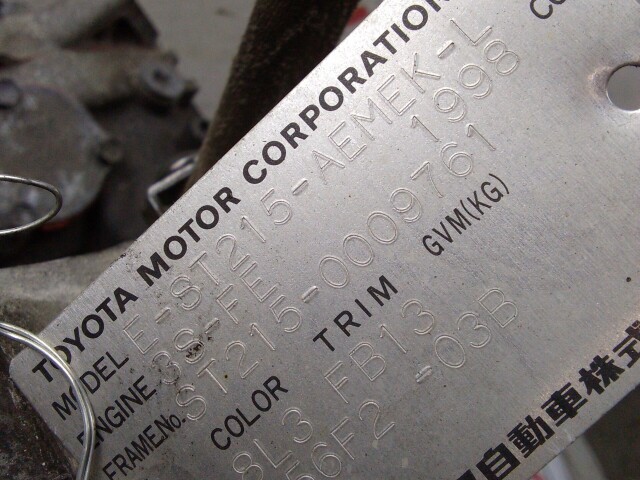 TOYOTA MOTOR CORPORATION
MODEL E-ST215-AEMEK-L
ENGINE 3S-FE 1998
FRAME No. ST215-0009761
COLOR TRIM GVM(KG)
8L3 FB13
56F2 -03B
自動車株式